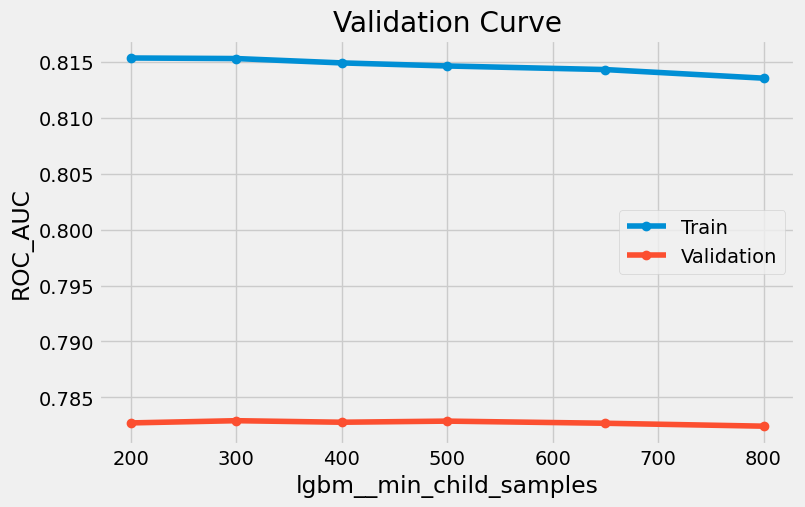 Validation Curve
0.815
0.810
0.805
0.800
0.795
0.790
0.785
ROC_AUC
Train
Validation
200 300 400 500 600 700 800
lgbm__min_child_samples